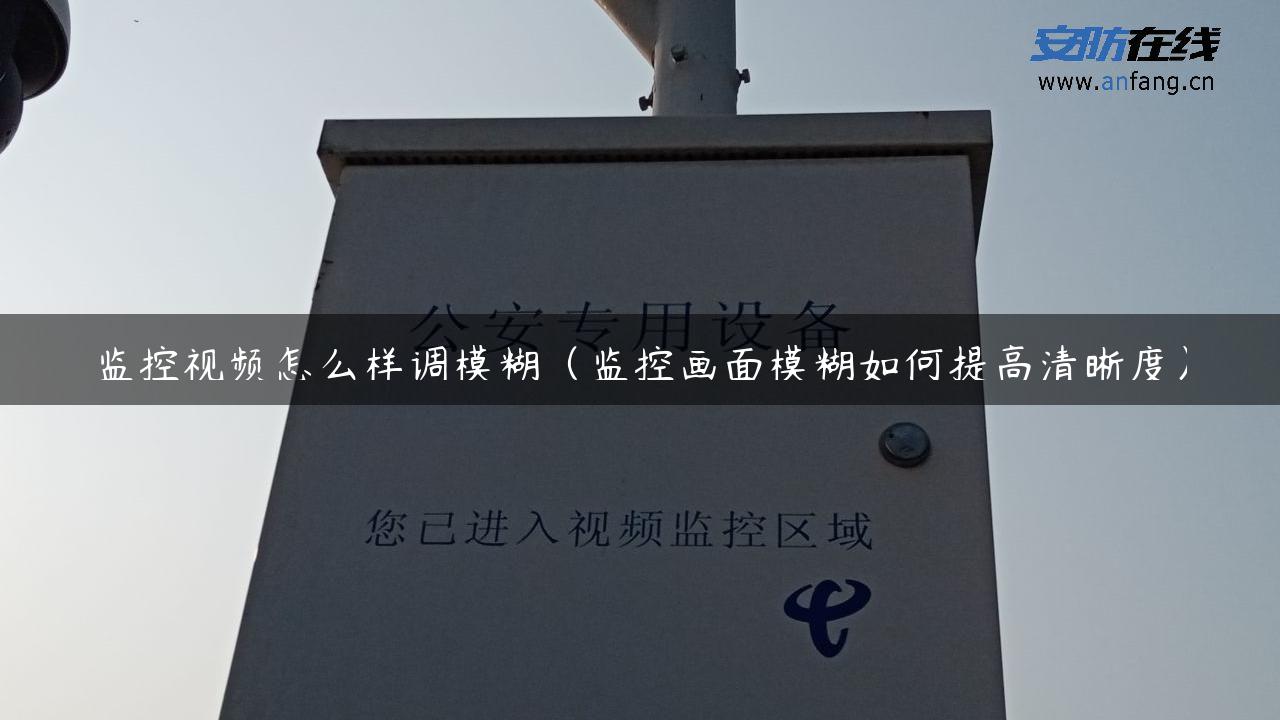 安防在线
www.anfang.cn
公安专用设备
监控视频怎么样调模糊（监控画面模糊如何提高清晰度）
您已进入视频监控区域